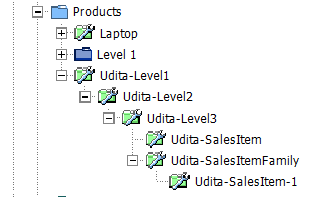 Products
Laptop
Level 1
Udita-Level1
Udita-Level2
Udita-Level3
Udita-SalesItem
Udita-SalesItemFamily
Udita-SalesItem-1